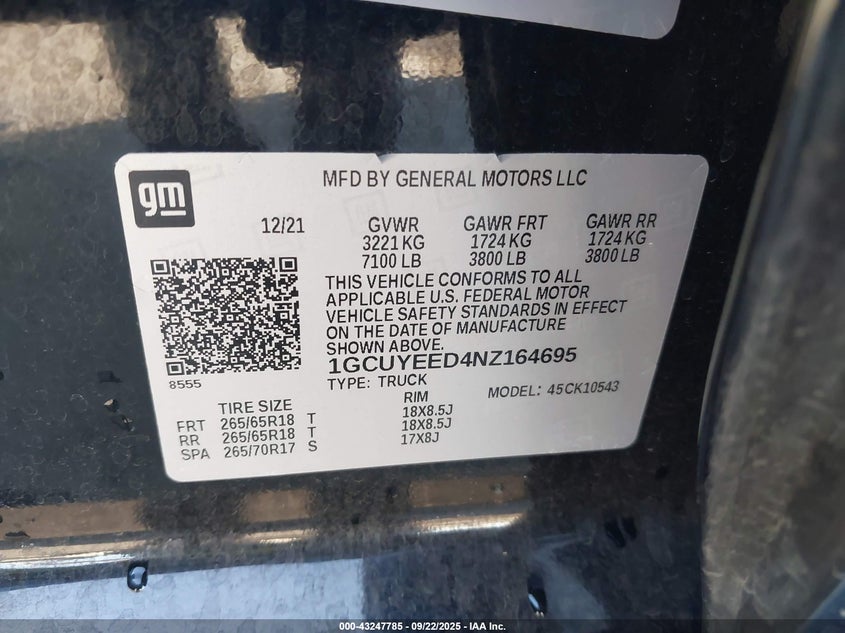 gm
MFD BY GENERAL MOTORS LLC
12/21 GVWR GAWR FRT GAWR RR
3221 KG 1724 KG 1724 KG
7100 LB 3800 LB 3800 LB
THIS VEHICLE CONFORMS TO ALL
APPLICABLE U.S. FEDERAL MOTOR
VEHICLE SAFETY STANDARDS IN EFFECT
ON THE DATE OF MANUFACTURE
SHOWN ABOVE.
1GCUYEED4NZ164695
8555
TYPE: TRUCK MODEL: 45CK10543
TIRE SIZE RIM
FRT 265/65R18 T 18X8.5J
RR 265/65R18 T 18X8.5J
SPA 265/70R17 S 17X8J
000-43247785 - 09/22/2025 - IAA Inc.